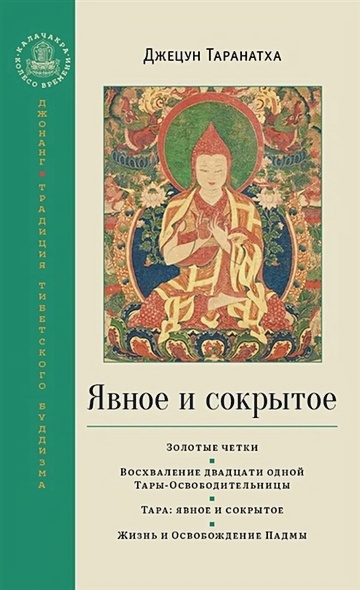 КАЛАЧАКРА
КОЛЕСО ВРЕМЕНИ
ДЖОНАНГ ТРАДИЦИЯ ТИБЕТСКОГО БУДДИЗМА
Джецун Таранатха
Явное и сокрытое
Золотые четки
Восхваление двадцати одной
Тары-Освободительницы
Тара: явное и сокрытое
Жизнь и Освобождение Падмы